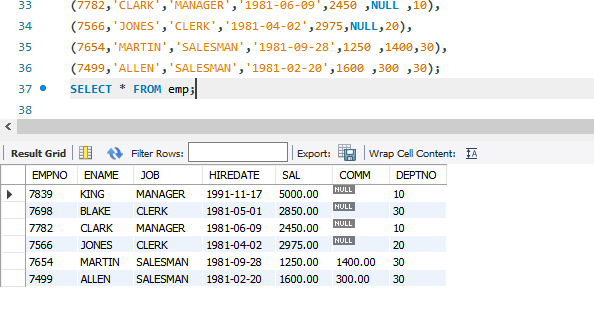 33 (7782,'CLARK','MANAGER','1981-06-09',2450 ,NULL ,10),
34 (7566,'JONES','CLERK','1981-04-02',2975,NULL,20),
35 (7654,'MARTIN','SALESMAN','1981-09-28',1250 ,1400,30),
36 (7499,'ALLEN','SALESMAN','1981-02-20',1600 ,300 ,30);
37 SELECT * FROM emp;
38
Result Grid Filter Rows: Export: Wrap Cell Content: IA
EMPNO ENAME JOB HIREDATE SAL COMM DEPTNO
7839 KING MANAGER 1991-11-17 5000.00 NULL 10
7698 BLAKE CLERK 1981-05-01 2850.00 NULL 30
7782 CLARK MANAGER 1981-06-09 2450.00 NULL 10
7566 JONES CLERK 1981-04-02 2975.00 NULL 20
7654 MARTIN SALESMAN 1981-09-28 1250.00 1400.00 30
7499 ALLEN SALESMAN 1981-02-20 1600.00 300.00 30